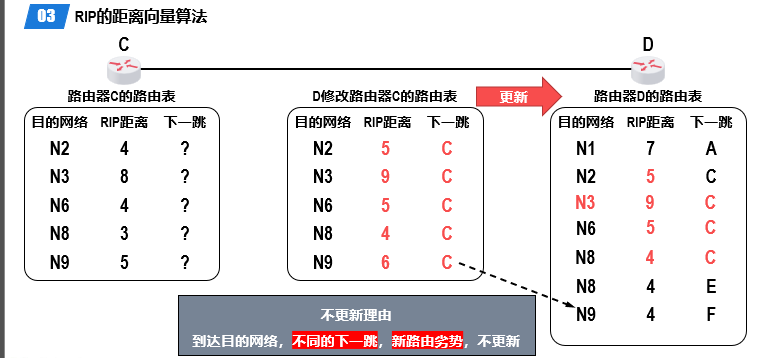 03 RIP的距离向量算法
C D
路由器C的路由表 D修改路由器C的路由表 更新 路由器D的路由表
目的网络 RIP距离 下一跳 目的网络 RIP距离 下一跳 目的网络 RIP距离 下一跳
N2 4 ? N2 5 C N1 7 A
N3 8 ? N3 9 C N2 5 C
N6 4 ? N6 5 C N3 9 C
N8 3 ? N8 4 C N6 5 C
N9 5 ? N9 6 C N8 4 C
N8 4 E
N9 4 F
不更新理由
到达目的网络，不同的下一跳，新路由劣势，不更新